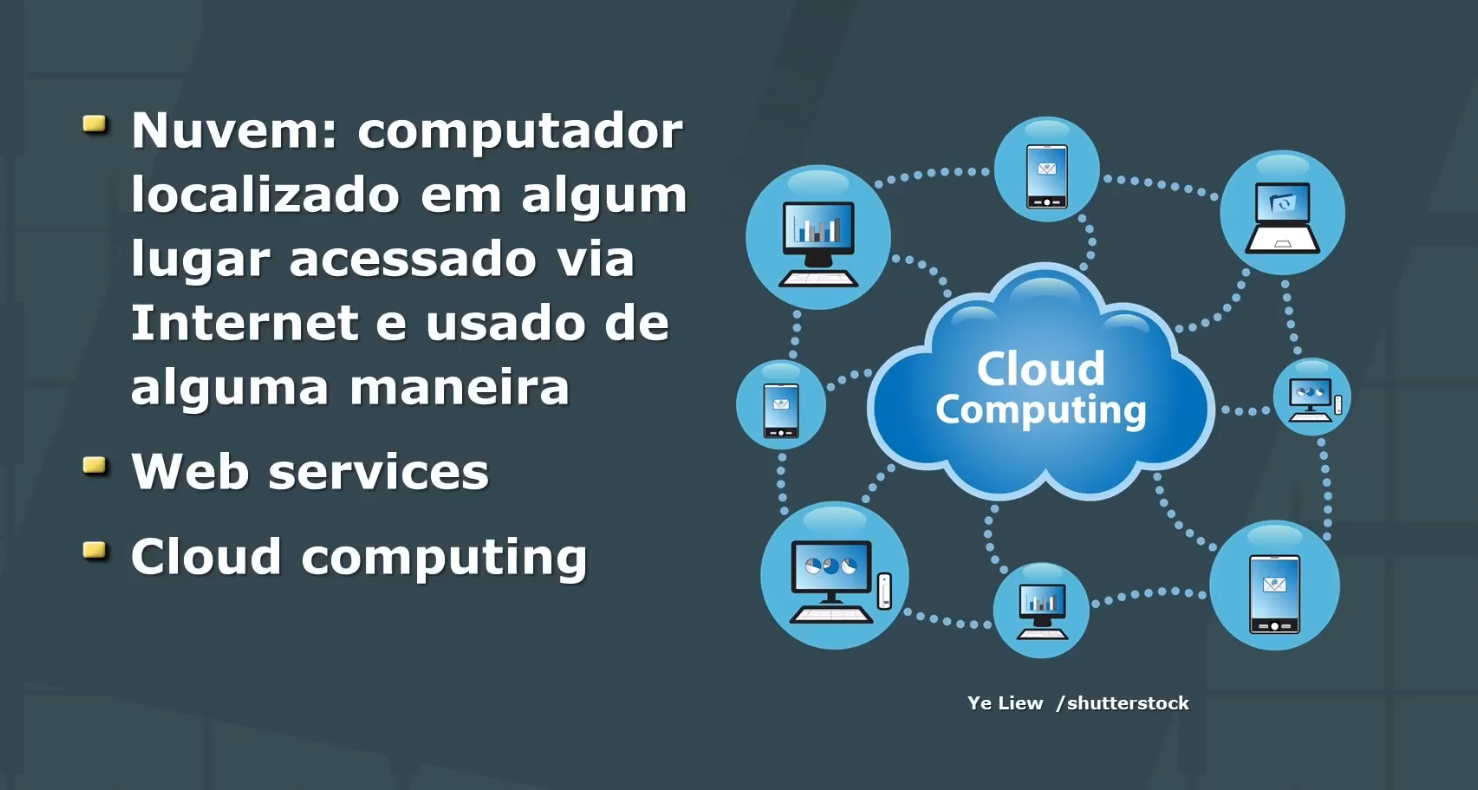 Nuvem: computador
localizado em algum
lugar acessado via
Internet e usado de
alguma maneira
Web services
Cloud computing
Cloud
Computing
Ye Liew /shutterstock